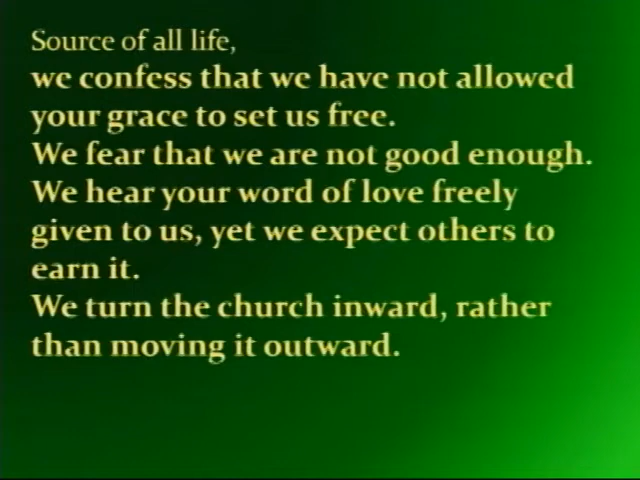 Source of all life,
we confess that we have not allowed
your grace to set us free.
We fear that we are not good enough.
We hear your word of love freely
given to us, yet we expect others to
earn it.
We turn the church inward, rather
than moving it outward.